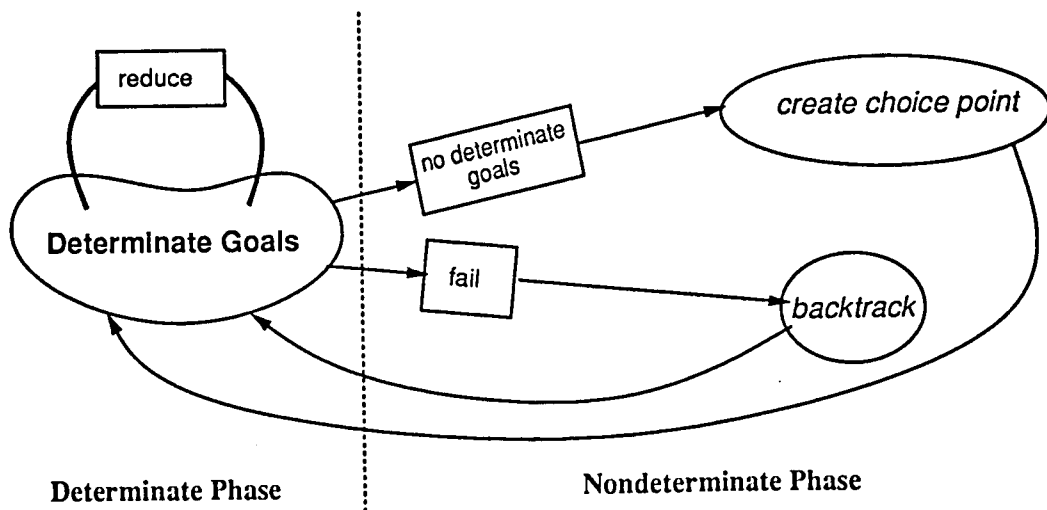 reduce
create choice point
no determinate
goals
Determinate Goals
fail
backtrack
Determinate Phase
Nondeterminate Phase